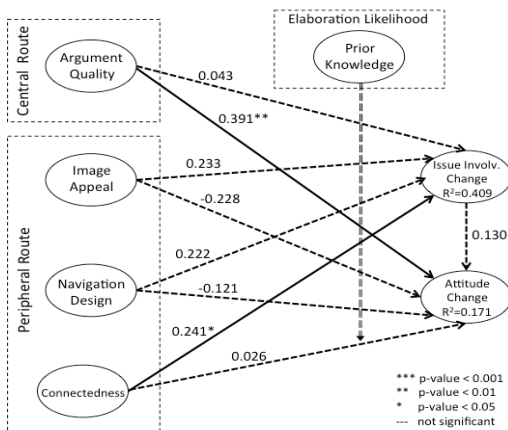 Elaboration Likelihood
Prior
Knowledge
Central Route
Argument
Quality
0.043
0.391**
Peripheral Route
Image
Appeal
0.233
-0.228
Issue Involv.
Change
R²=0.409
0.130
Navigation
Design
0.222
-0.121
Attitude
Change
R²=0.171
0.241*
0.026
Connectedness
*** p-value < 0.001
** p-value < 0.01
* p-value < 0.05
--- not significant